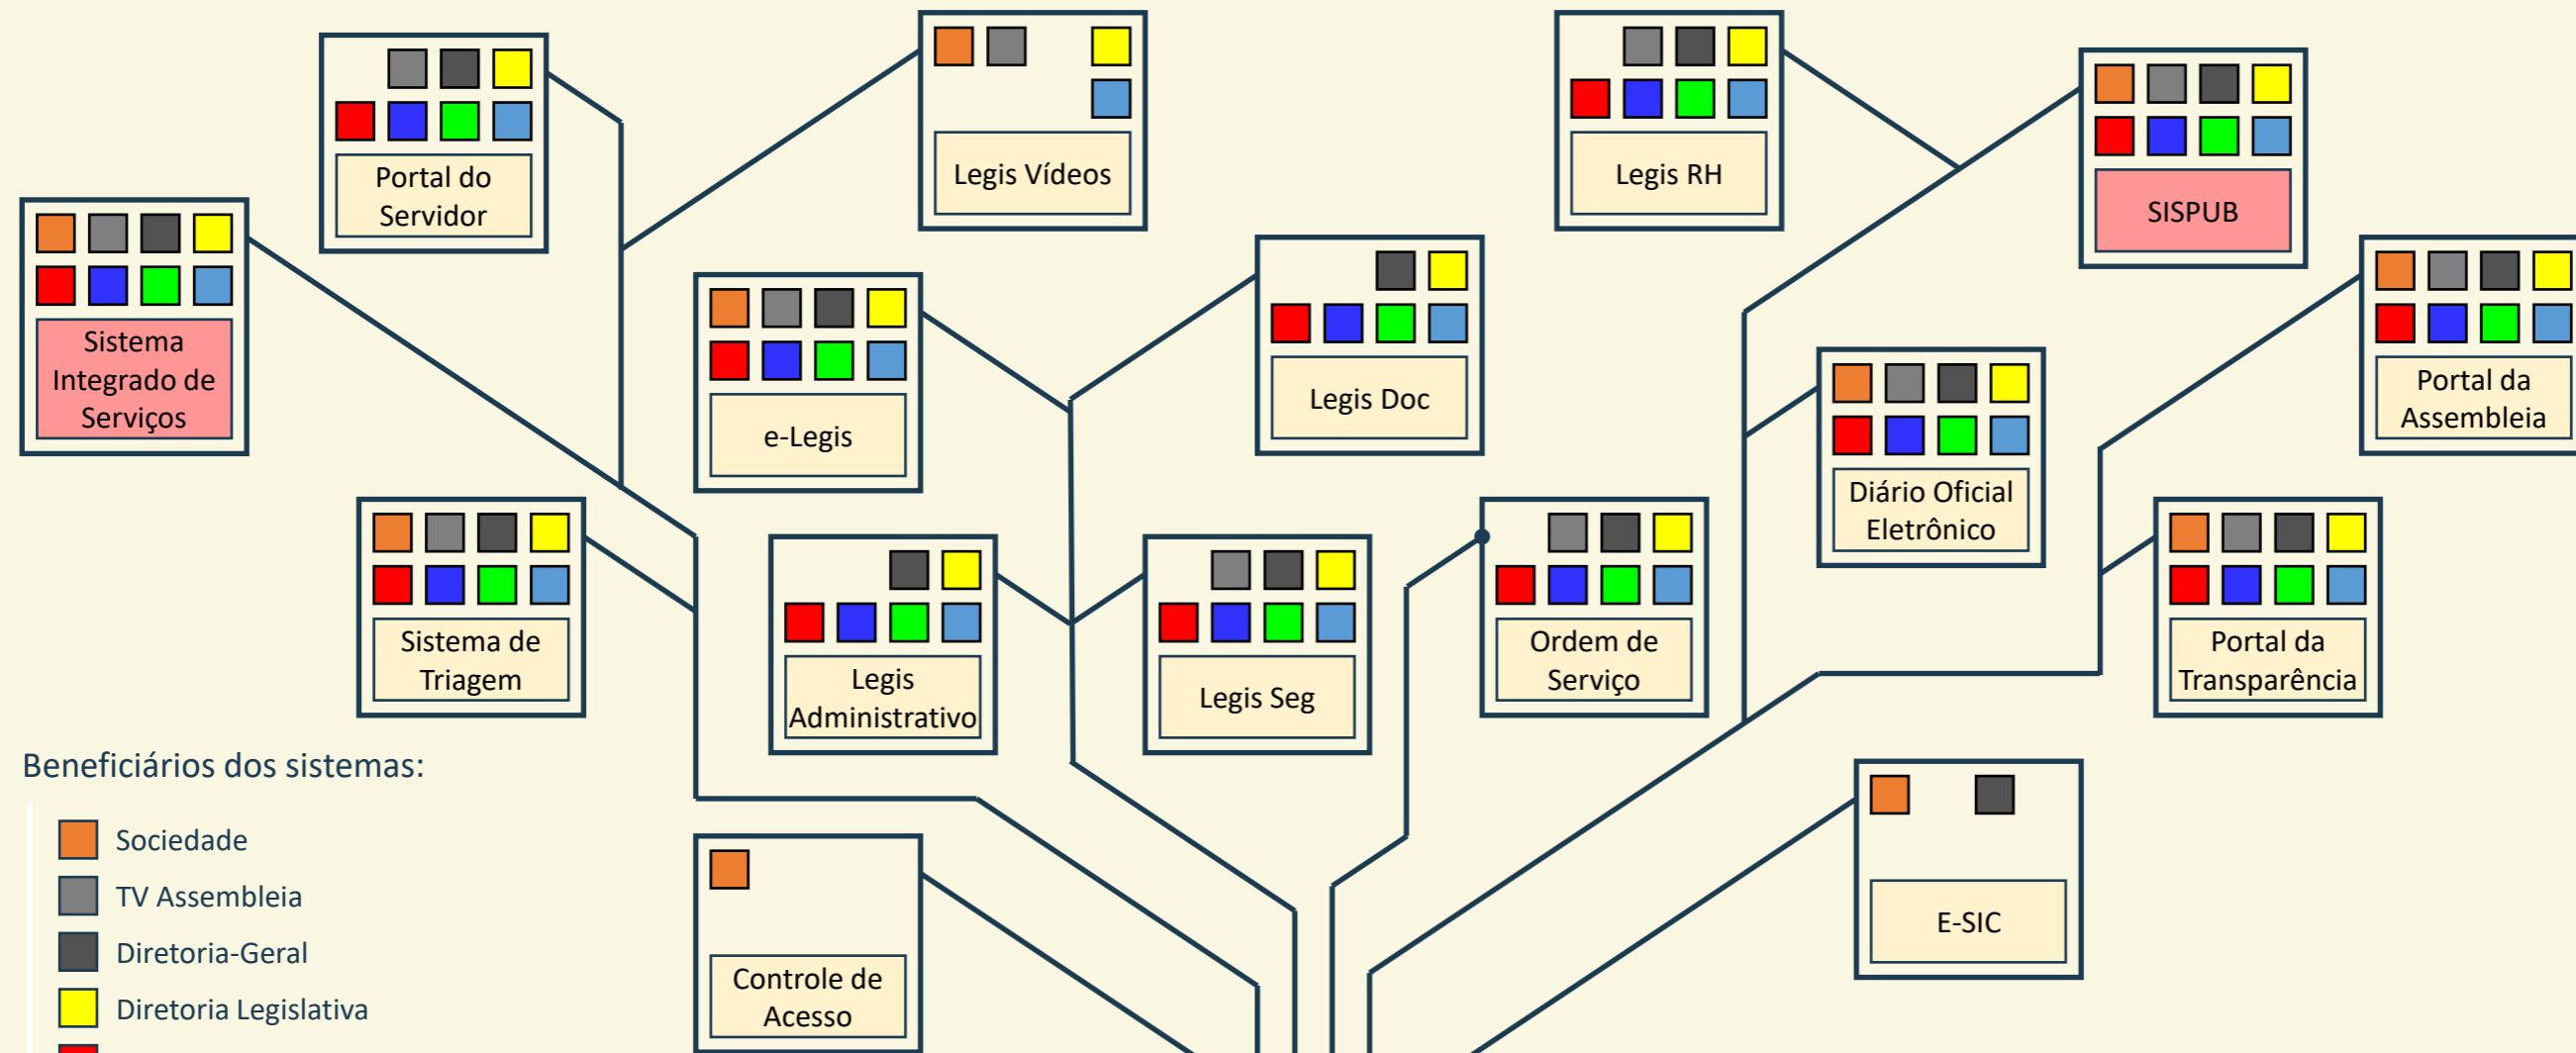 Portal do
Servidor
Legis Vídeos
Legis RH
SISPUB
Sistema
Integrado de
Serviços
e-Legis
Legis Doc
Diário Oficial
Eletrônico
Portal da
Assembleia
Sistema de
Triagem
Legis
Administrativo
Legis Seg
Ordem de
Serviço
Portal da
Transparência
Beneficiários dos sistemas:
Sociedade
TV Assembleia
Diretoria-Geral
Diretoria Legislativa
Controle de
Acesso
E-SIC